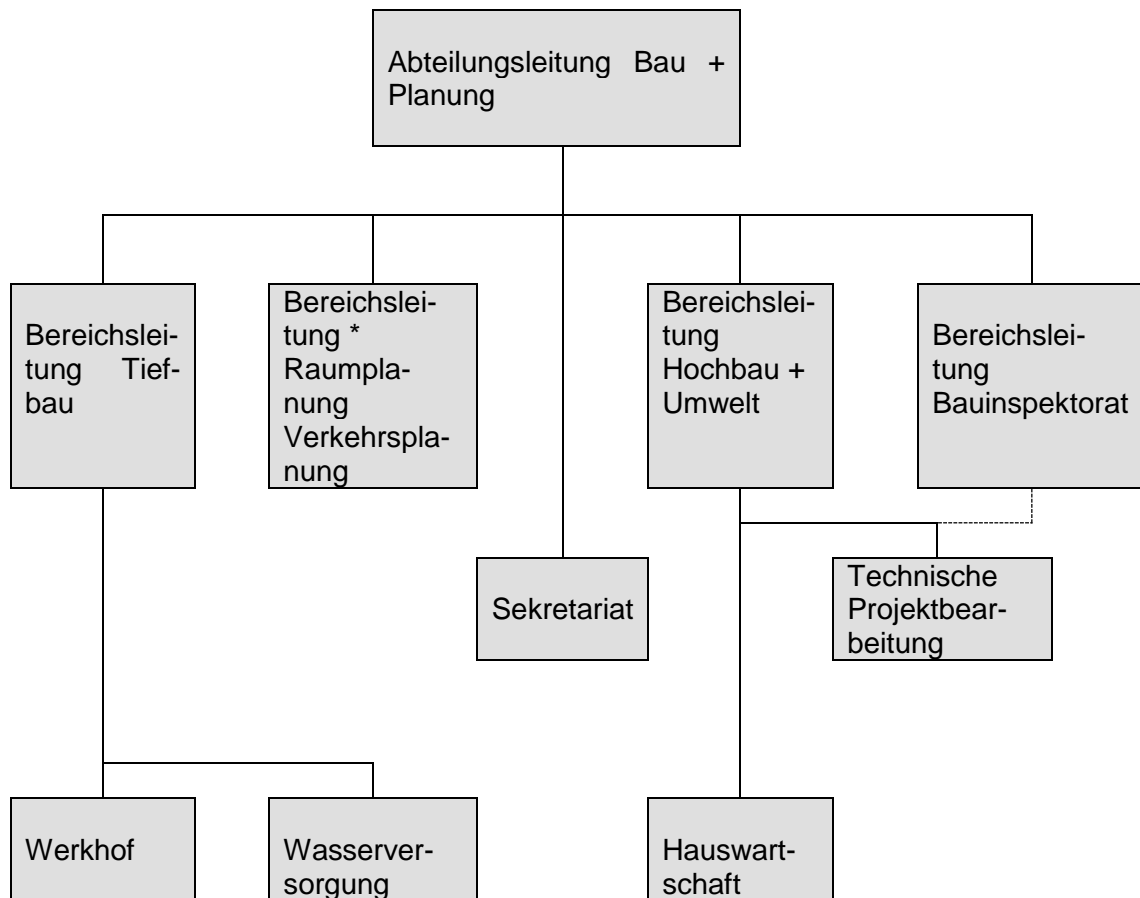 Abteilungsleitung Bau +
Planung
Bereichslei-
tung Tief-
bau
Bereichslei-
tung *
Raumpla-
nung
Verkehrspla-
nung
Bereichslei-
tung
Hochbau +
Umwelt
Bereichslei-
tung
Bauinspektorat
Sekretariat
Technische
Projektbear-
beitung
Werkhof
Wasserver-
sorgung
Hauswart-
schaft